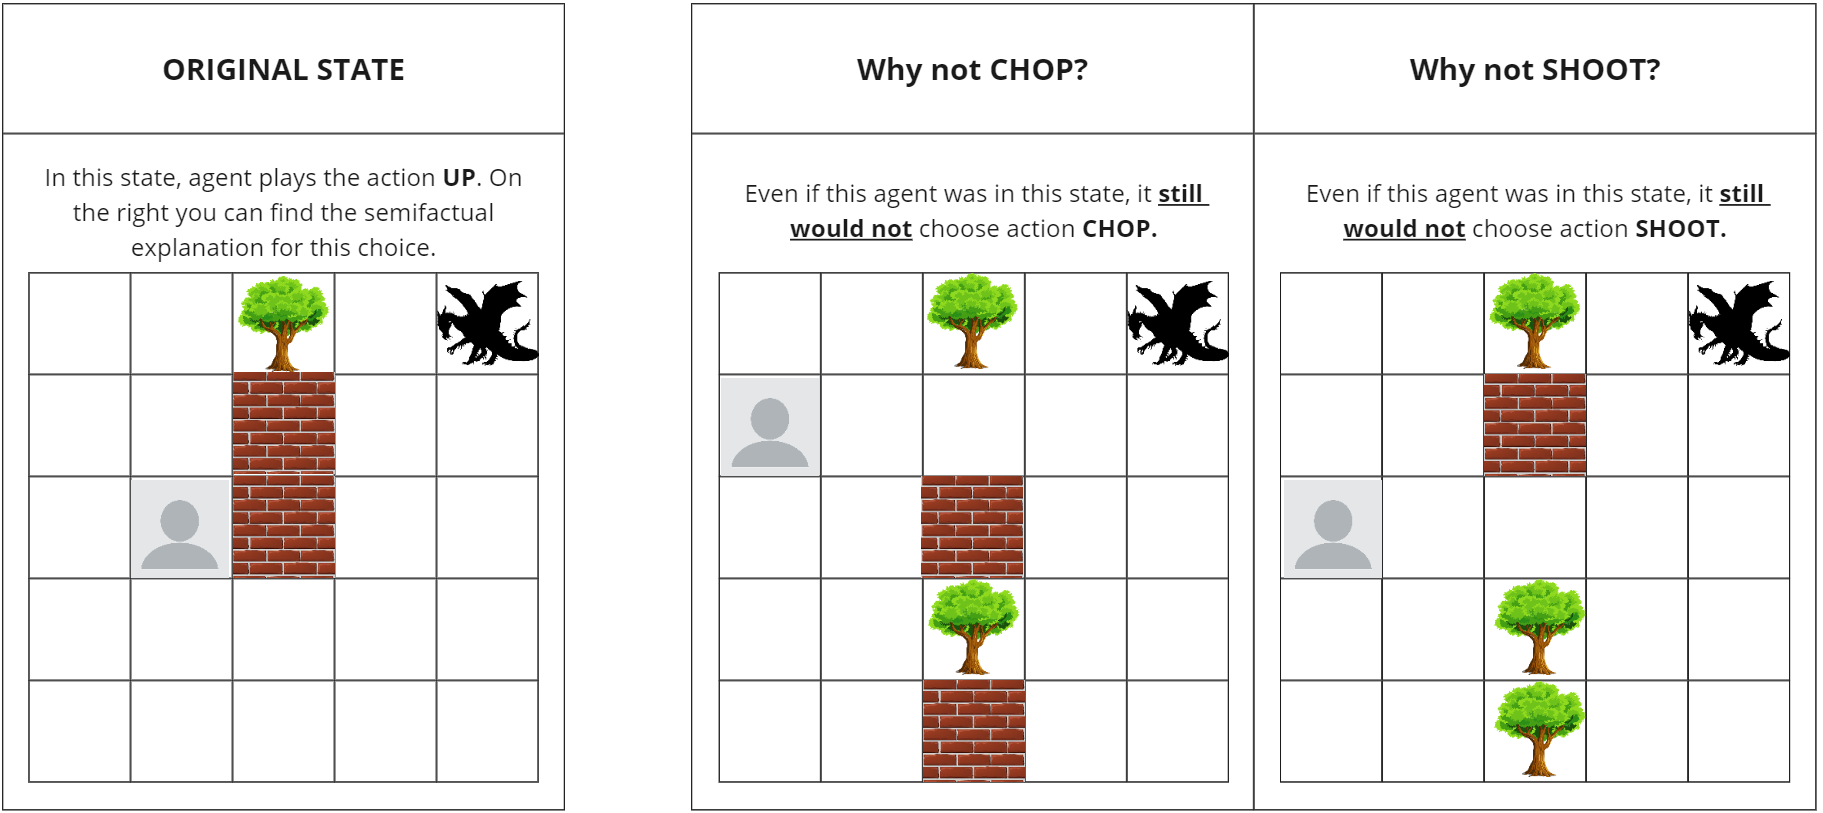 ORIGINAL STATE
In this state, agent plays the action UP. On
the right you can find the semifactual
explanation for this choice.
Why not CHOP?
Even if this agent was in this state, it still
would not choose action CHOP.
Why not SHOOT?
Even if this agent was in this state, it still
would not choose action SHOOT.